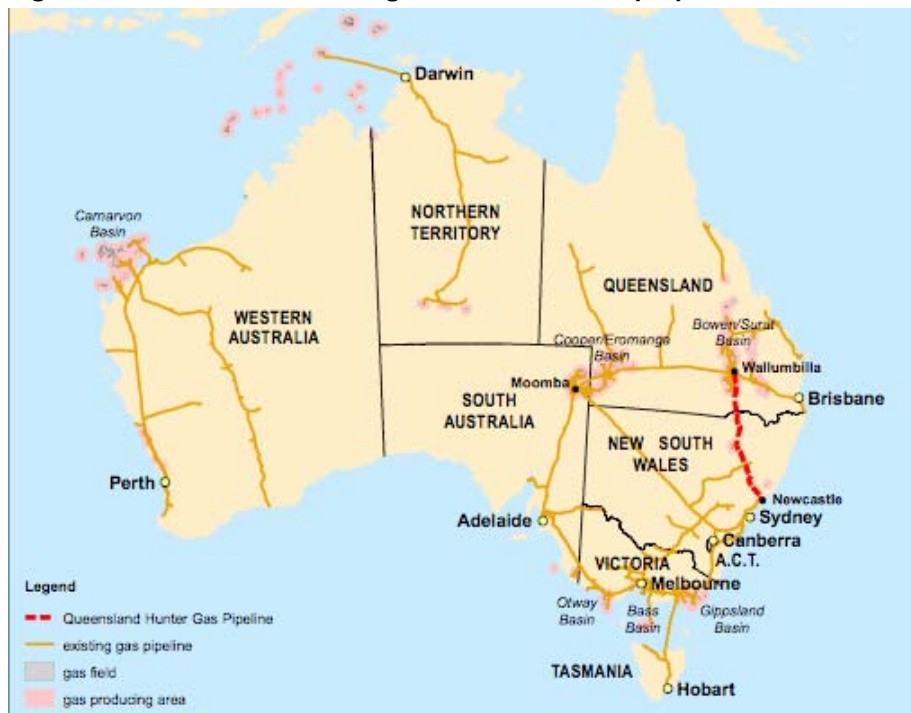 Darwin
Camarvon
Basin
NORTHERN
TERRITORY
QUEENSLAND
WESTERN
AUSTRALIA
Bowen/Surat
Basin
Cooper/Eromanga
Basin
Wallumbilla
Moomba
SOUTH
AUSTRALIA
Brisbane
NEW SOUTH
WALES
Perth
Newcastle
Adelaide
Sydney
Canberra
A.C.T.
VICTORIA
Melbourne
Otway
Basin
Bass
Basin
Gippsland
Basin
TASMANIA
Hobart
Legend
Queensland Hunter Gas Pipeline
existing gas pipeline
gas field
gas producing area